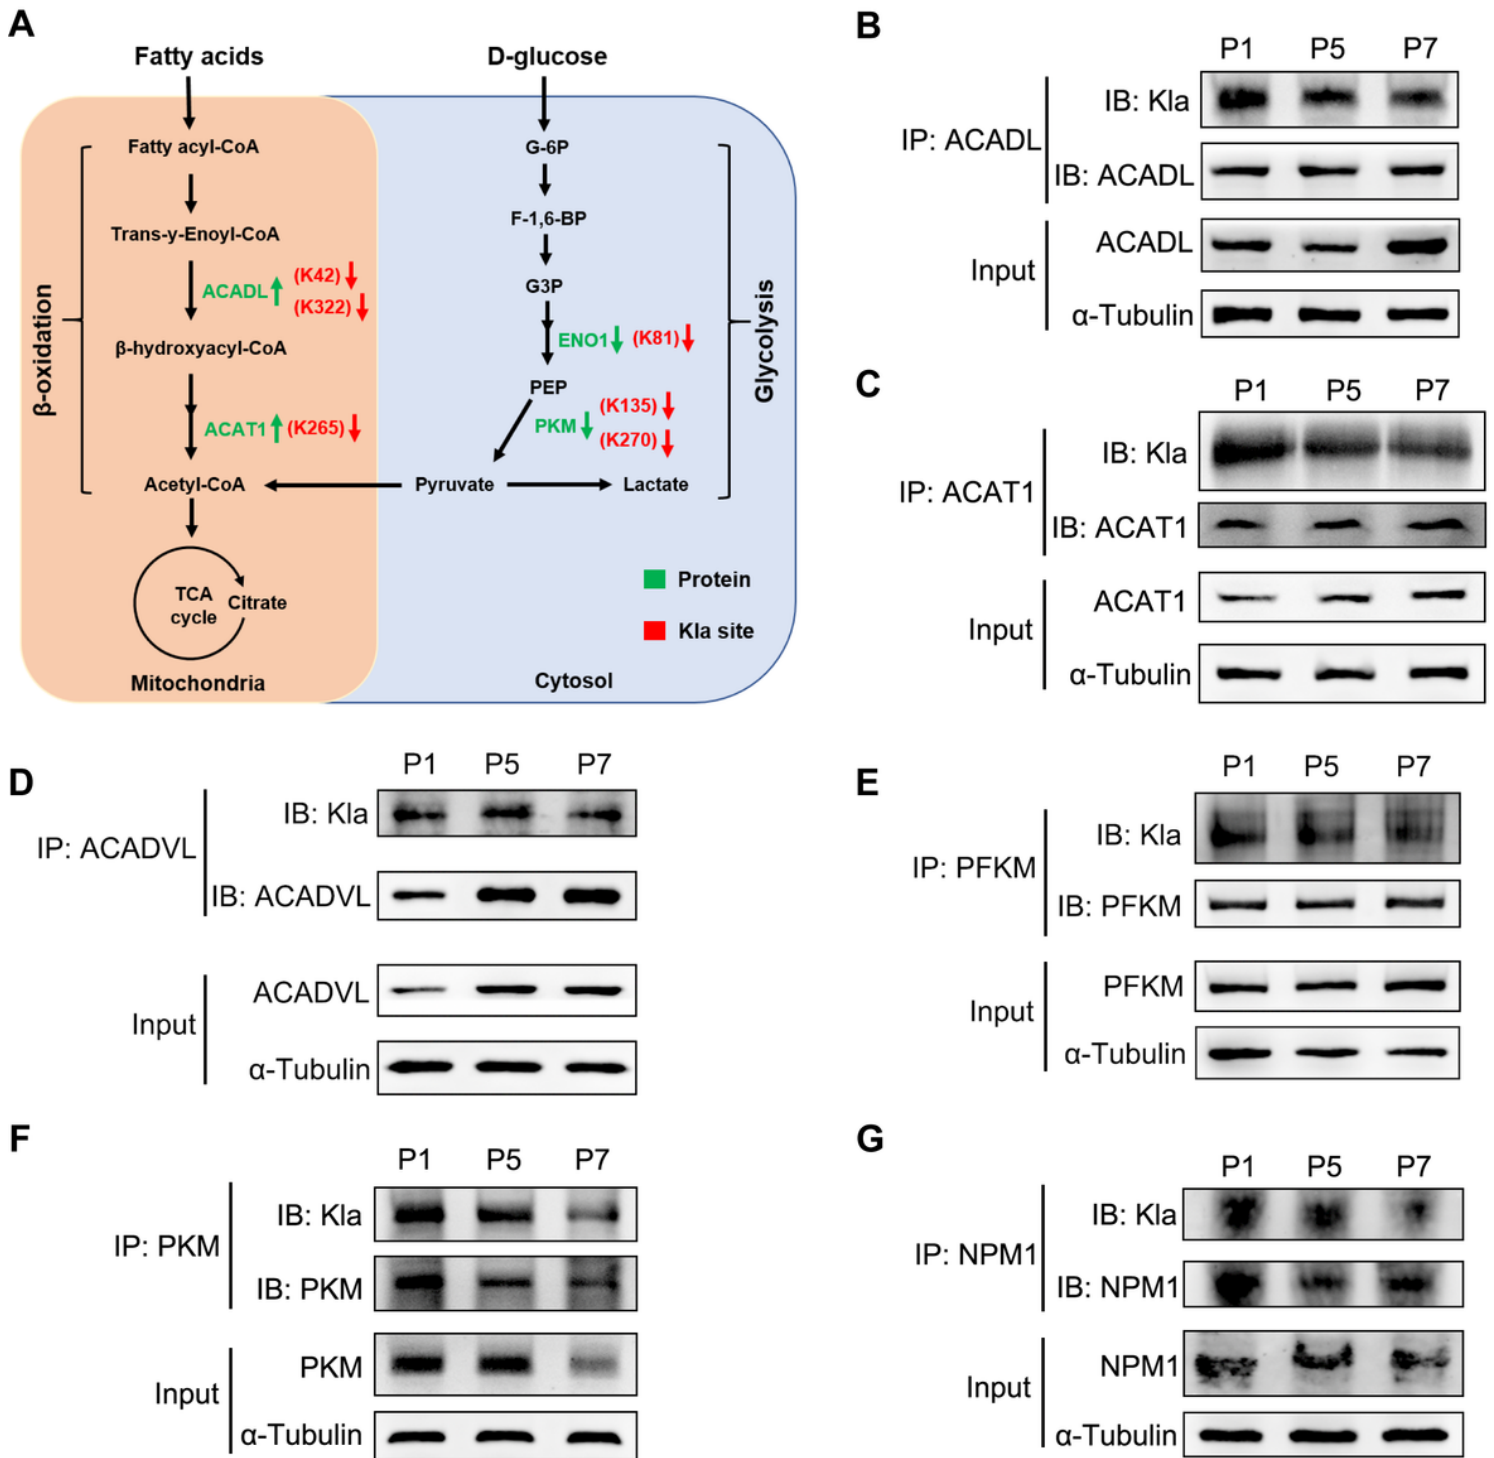 A
Fatty acids
D-glucose
Fatty acyl-CoA
G-6P
Trans-y-Enoyl-CoA
F-1,6-BP
ACADL
(K42)
(K322)
G3P
β-oxidation
Glycolysis
β-hydroxyacyl-CoA
ENO1 (K81)
PEP
ACAT1 (K265)
PKM
(K135)
(K270)
Acetyl-CoA
Pyruvate
Lactate
TCA
cycle
Citrate
Protein
Kla site
Mitochondria
Cytosol
B
P1 P5 P7
IP: ACADL
IB: Kla
IB: ACADL
Input
ACADL
α-Tubulin
C
P1 P5 P7
IP: ACAT1
IB: Kla
IB: ACAT1
Input
ACAT1
α-Tubulin
D
P1 P5 P7
IP: ACADVL
IB: Kla
IB: ACADVL
Input
ACADVL
α-Tubulin
E
P1 P5 P7
IP: PFKM
IB: Kla
IB: PFKM
Input
PFKM
α-Tubulin
F
P1 P5 P7
IP: PKM
IB: Kla
IB: PKM
Input
PKM
α-Tubulin
G
P1 P5 P7
IP: NPM1
IB: Kla
IB: NPM1
Input
NPM1
α-Tubulin